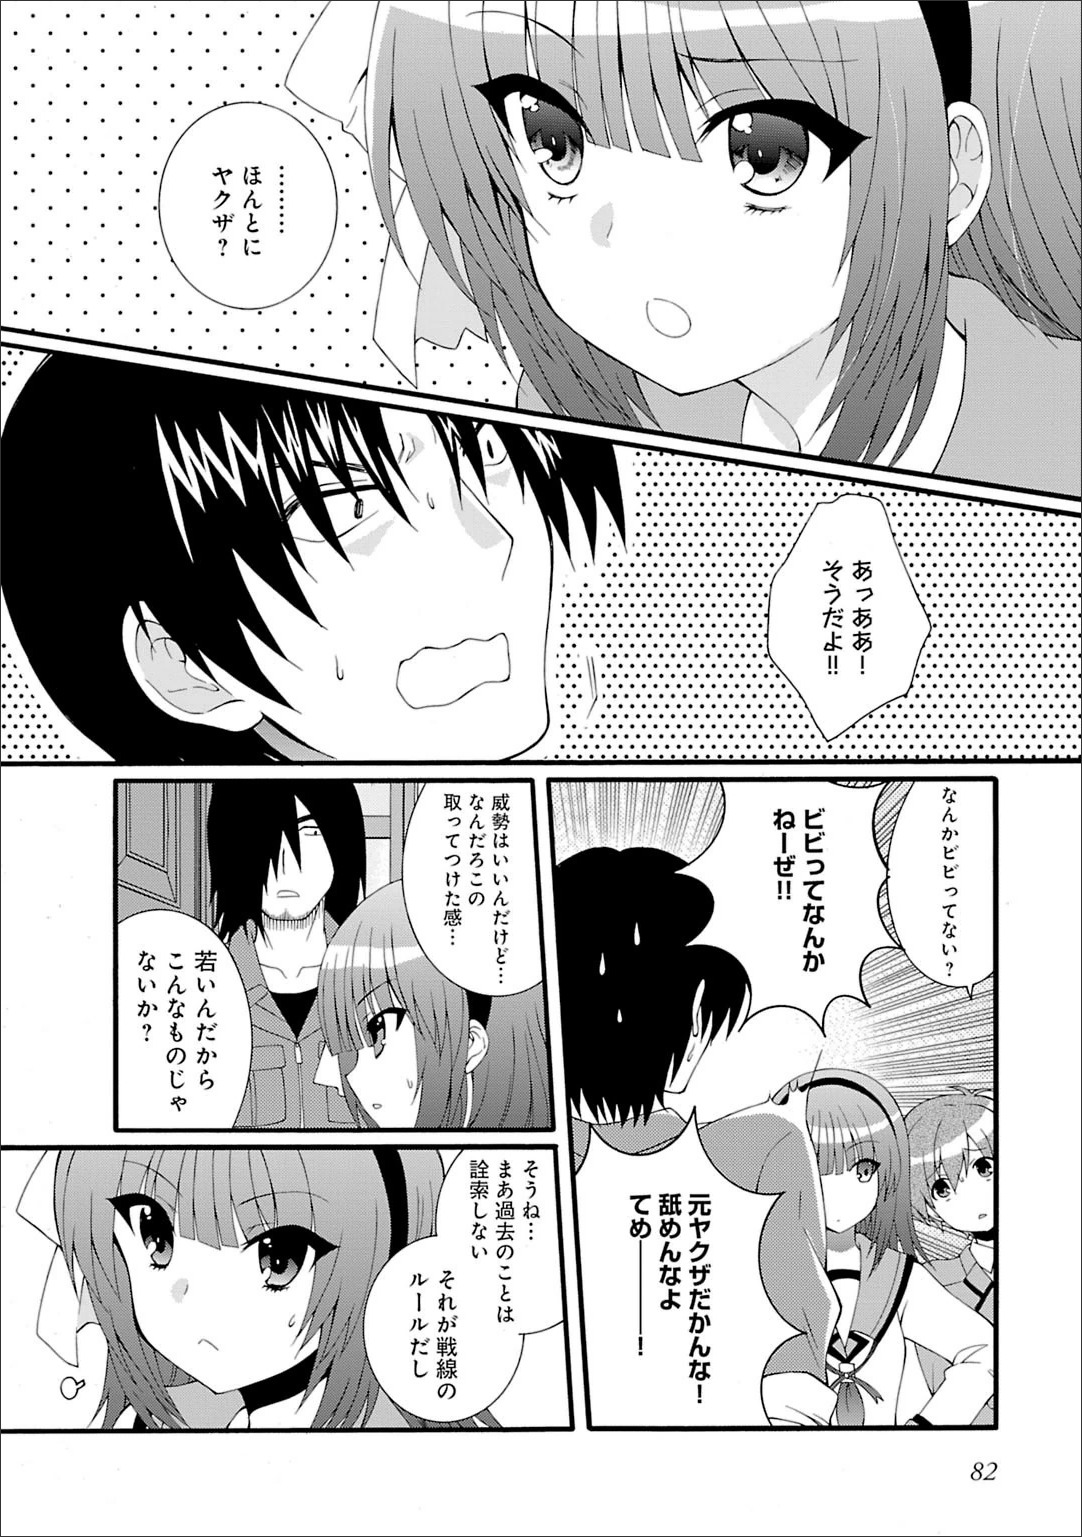 ………
ほんとに
ヤクザ？
あっああ！
そうだよ!!
なんかビビってない？
ビビってなんか
ねーぜ!!
元ヤクザだかんな！
舐めんなよ
てめ———！
威勢はいいんだけど…
なんだろこの
取ってつけた感…
若いんだから
こんなものじゃ
ないか？
そうね…
まあ過去のことは
詮索しない
それが戦線の
ルールだし
82